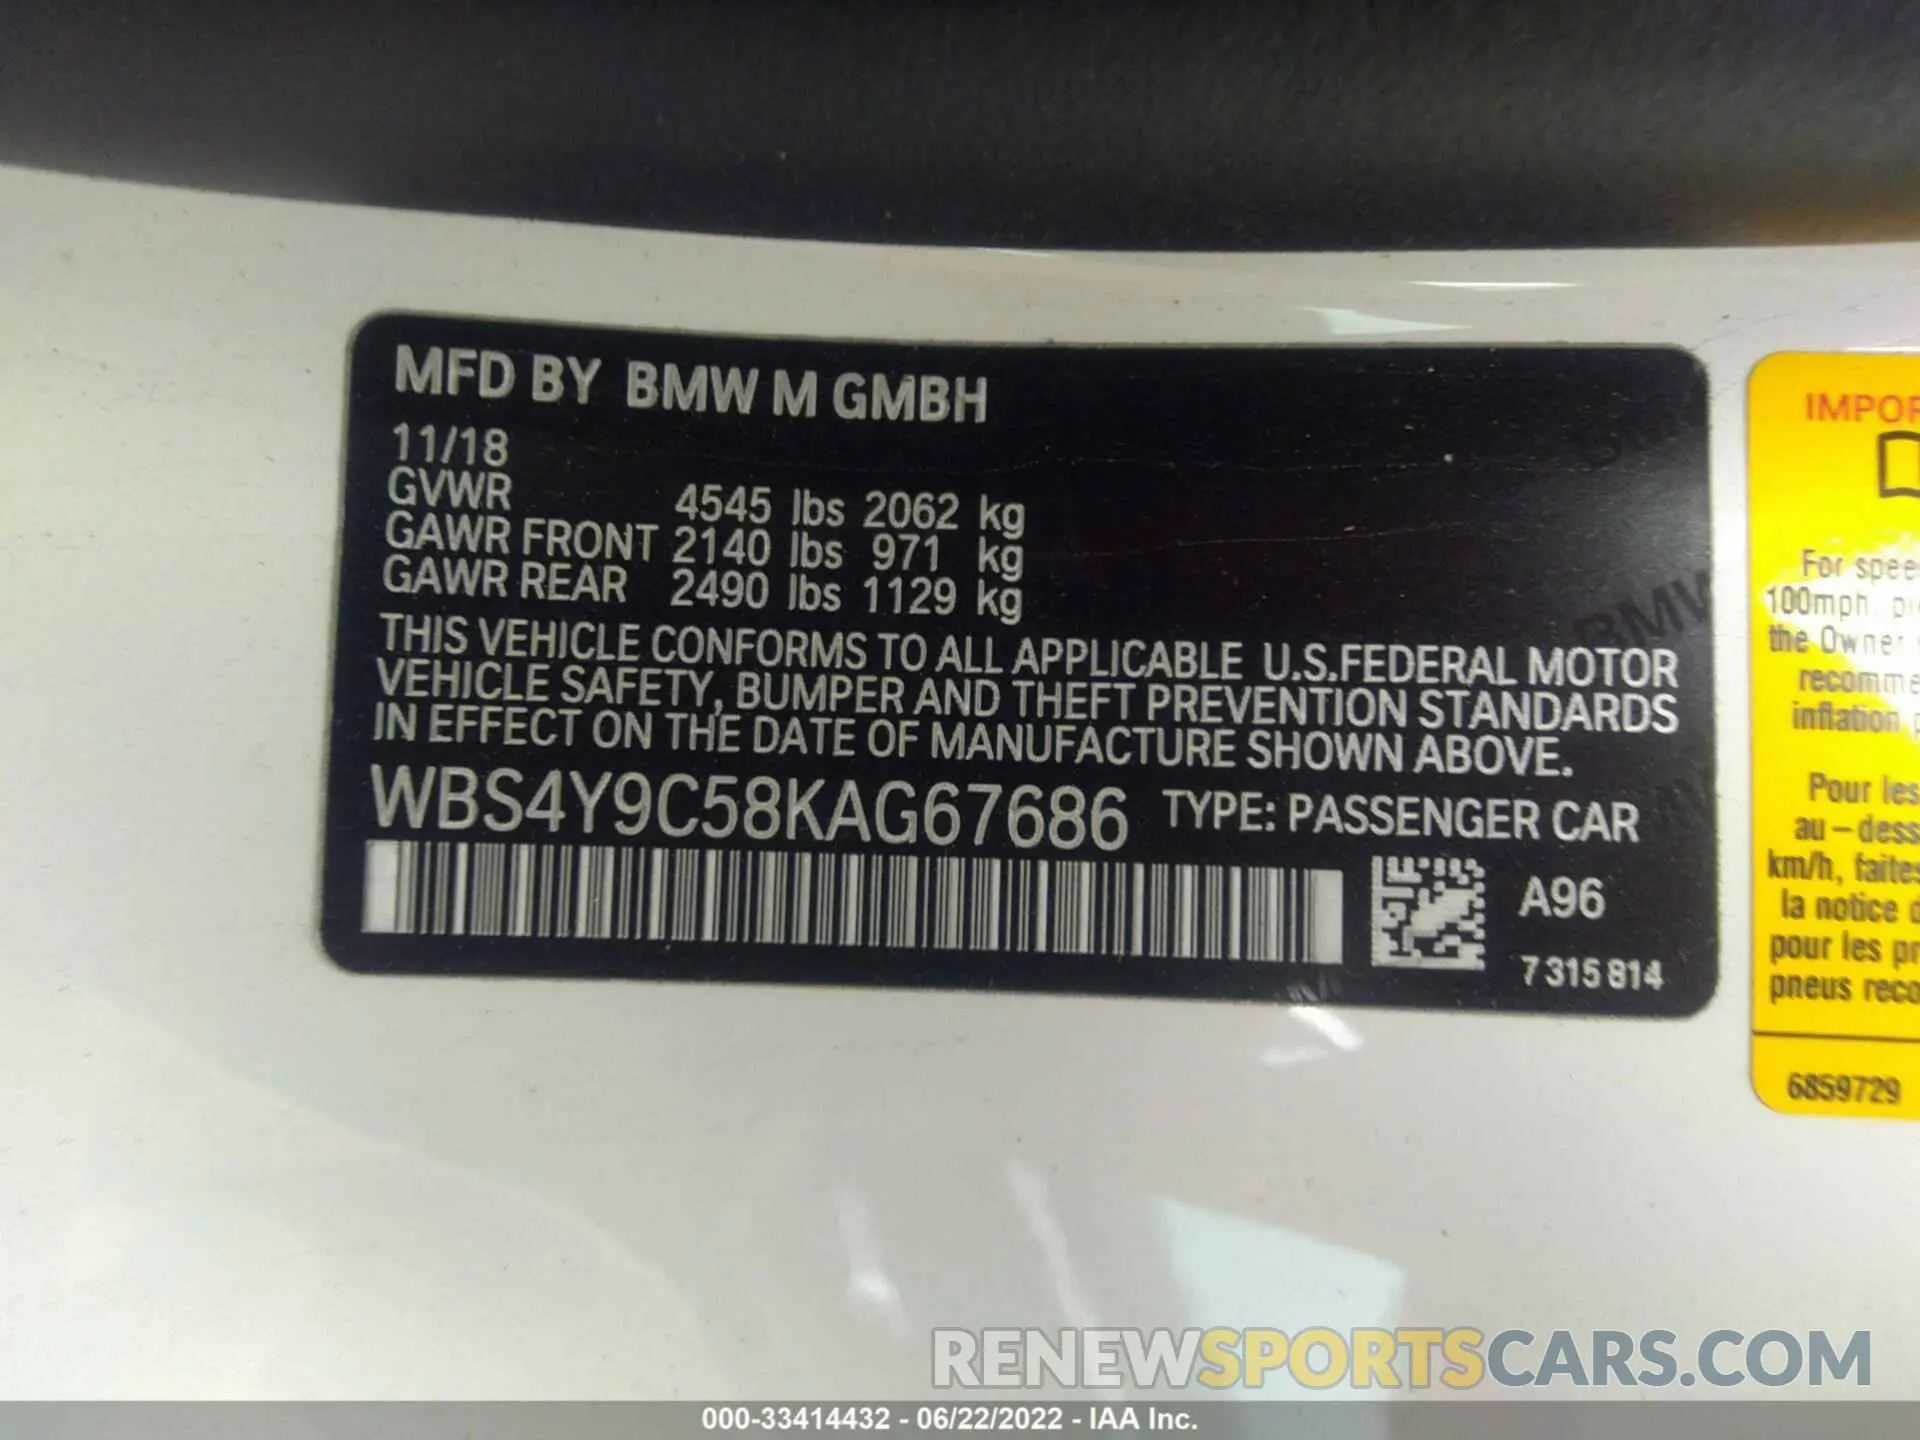 MFD BY BMW M GMBH
11/18
GVWR 4545 lbs 2062 kg
GAWR FRONT 2140 lbs 971 kg
GAWR REAR 2490 lbs 1129 kg
THIS VEHICLE CONFORMS TO ALL APPLICABLE U.S.FEDERAL MOTOR
VEHICLE SAFETY, BUMPER AND THEFT PREVENTION STANDARDS
IN EFFECT ON THE DATE OF MANUFACTURE SHOWN ABOVE.
WBS4Y9C58KAG67686 TYPE: PASSENGER CAR
A96
7 315 814
IMPOR
For spee
100mph, 
the Owner
recomme
inflation p
Pour les
au-dess
km/h, faites
la notice d
pour les pr
pneus reco
6859729
RENEWSPORTSCARS.COM
000-33414432 - 06/22/2022 - IAA Inc.